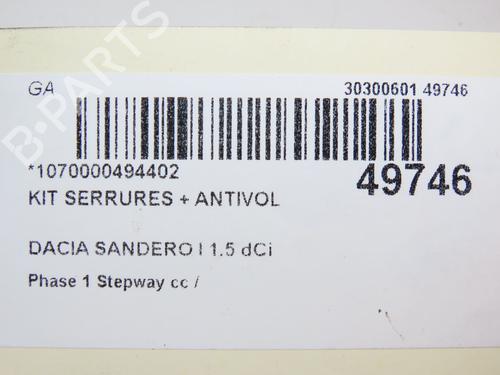 B-PARTS
GA 30300601 49746
*1070000494402 49746
KIT SERRURES + ANTIVOL
DACIA SANDERO I 1.5 dCi
Phase 1 Stepway cc /